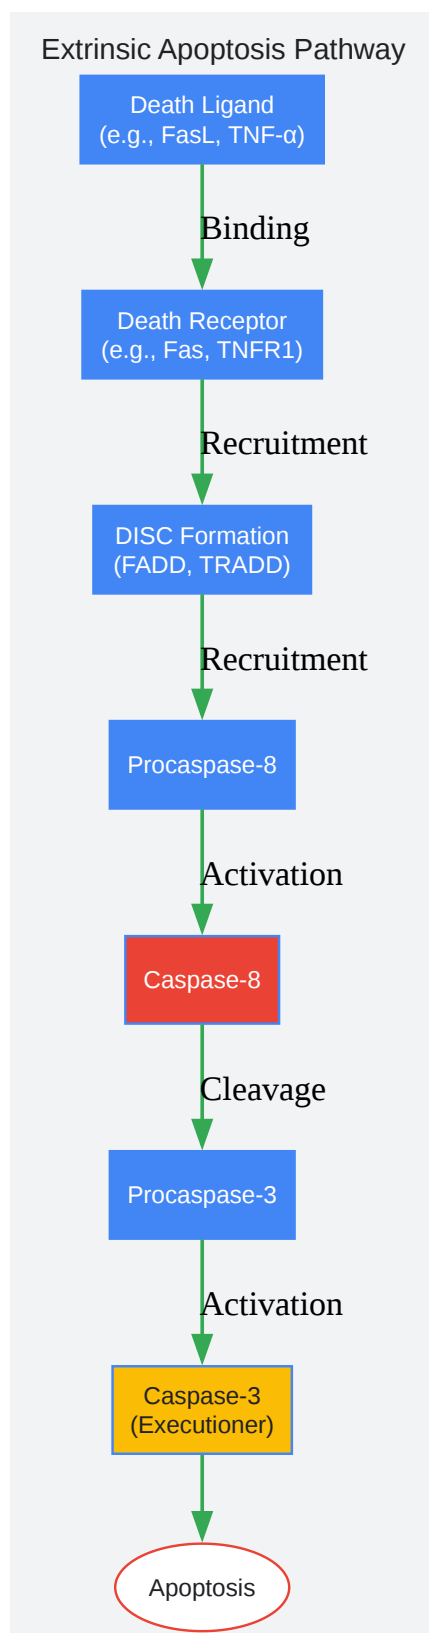 Extrinsic Apoptosis Pathway
Death Ligand
(e.g., FasL, TNF-α)
Binding
Death Receptor
(e.g., Fas, TNFR1)
Recruitment
DISC Formation
(FADD, TRADD)
Recruitment
Procaspase-8
Activation
Caspase-8
Cleavage
Procaspase-3
Activation
Caspase-3
(Executioner)
Apoptosis